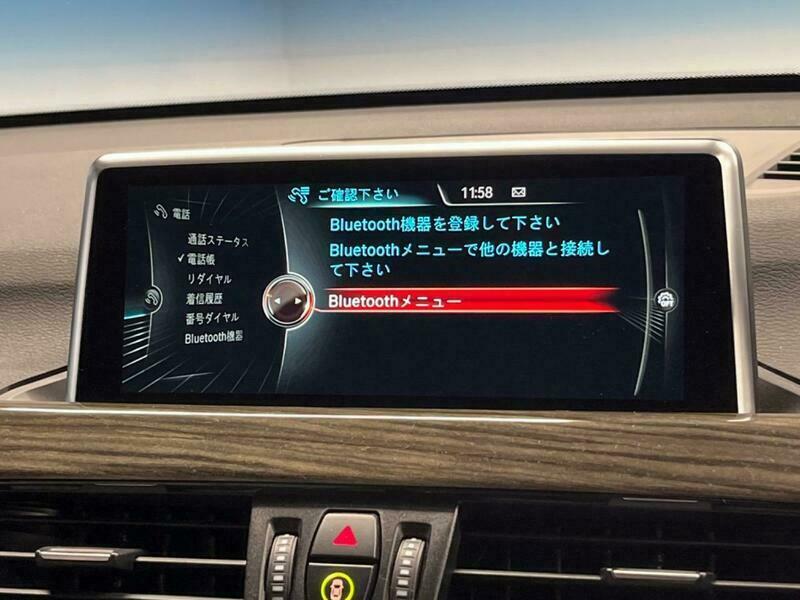 ご確認下さい
11:58
電話
通話ステータス
✓電話帳
リダイヤル
着信履歴
番号ダイヤル
Bluetooth機器
Bluetooth機器を登録して下さい
Bluetoothメニューで他の機器と接続し
て下さい
Bluetoothメニュー
OFF